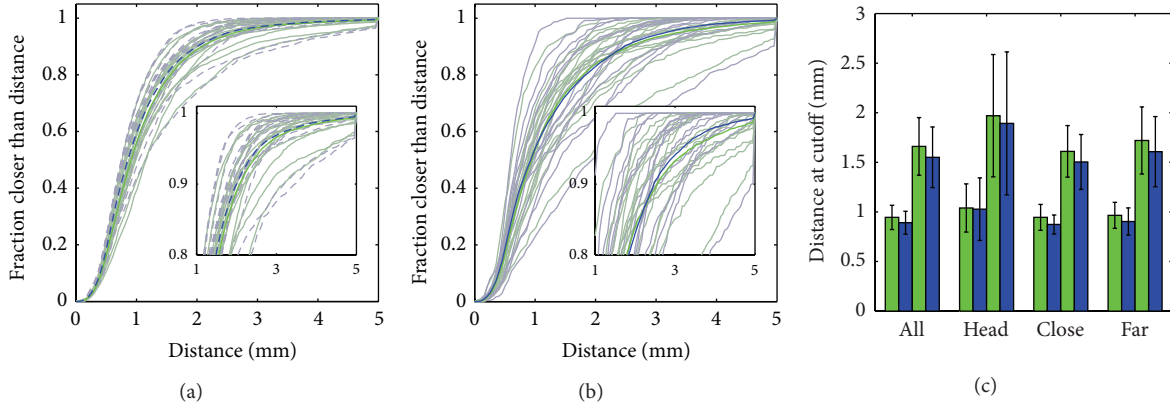 Fraction closer than distance
1
0.8
0.6
0.4
0.2
0
0 1 2 3 4 5
Distance (mm)
1
0.9
0.8
1 3 5
(a)
Fraction closer than distance
1
0.8
0.6
0.4
0.2
0
0 1 2 3 4 5
Distance (mm)
1
0.9
0.8
1 3 5
(b)
Distance at cutoff (mm)
3
2.5
2
1.5
1
0.5
0
All Head Close Far
(c)